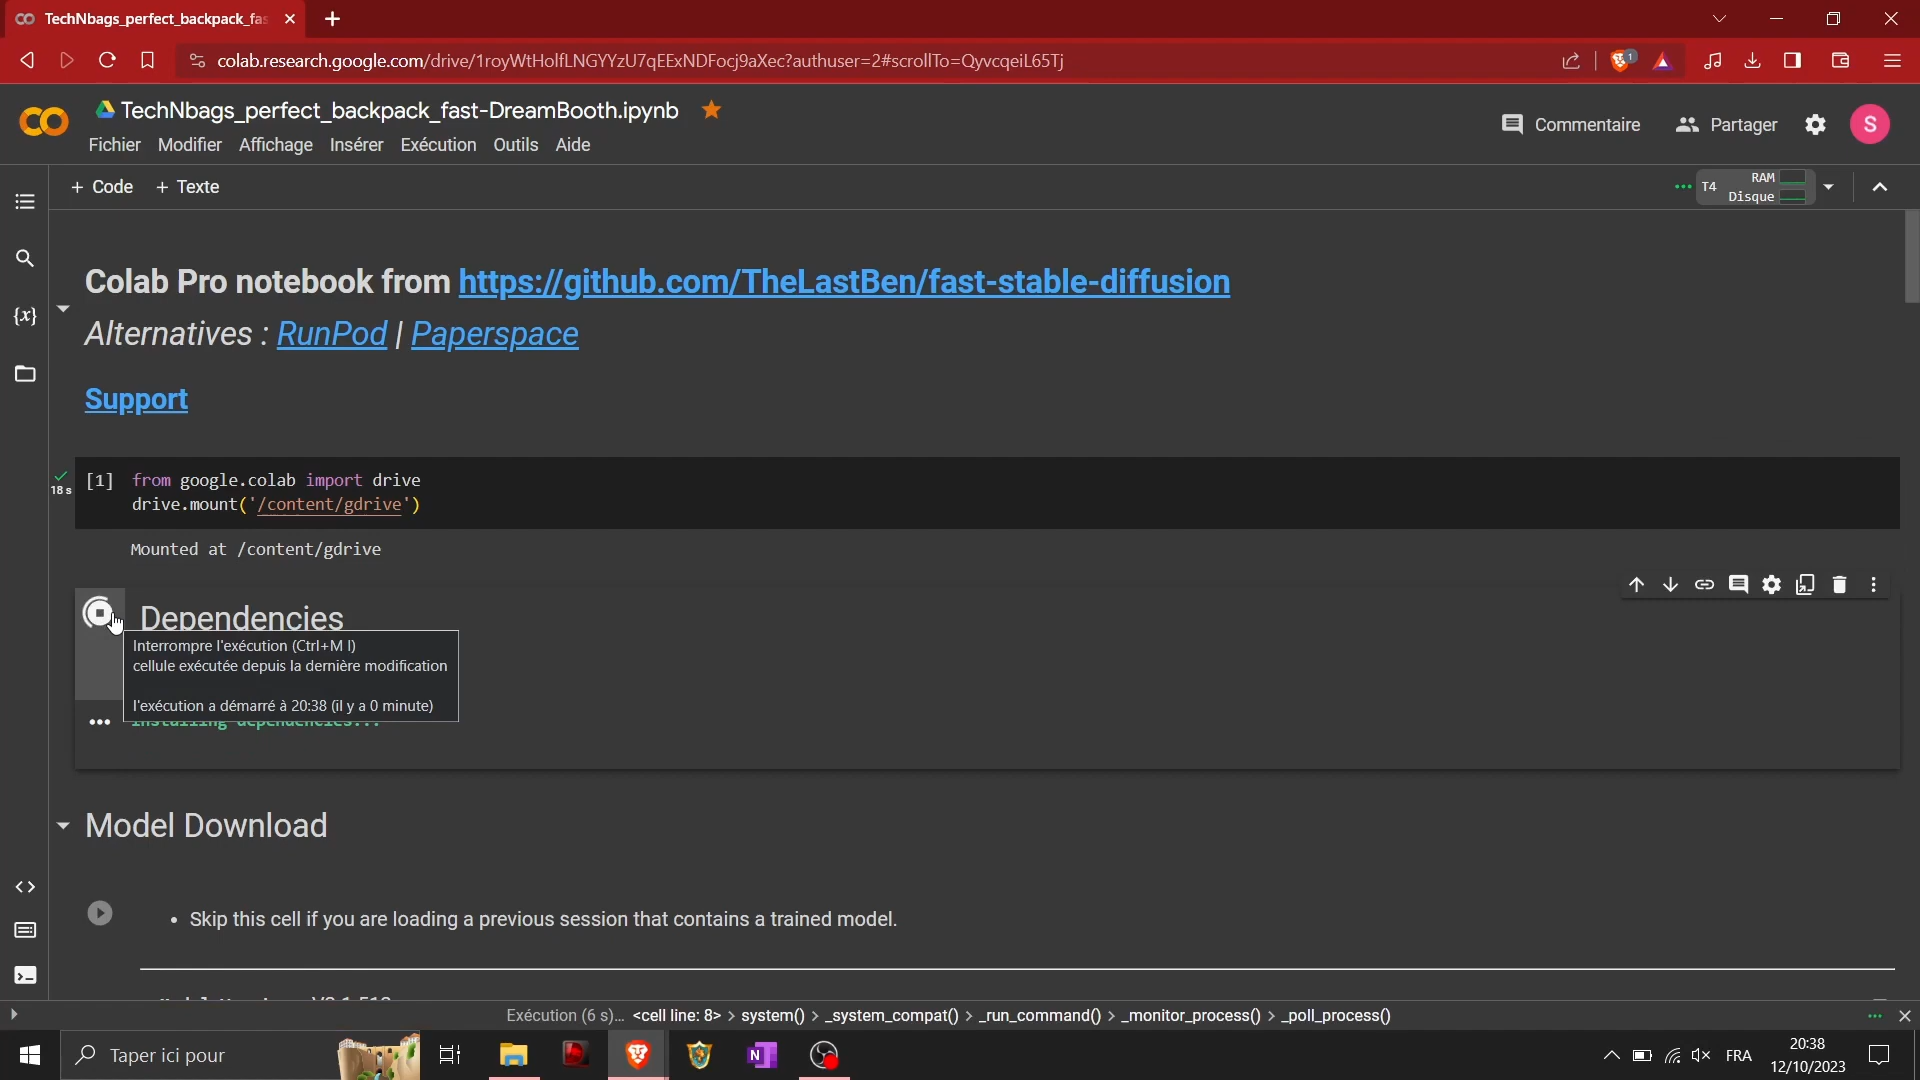 TechNbags_perfect_backpack_fas
colab.research.google.com/drive/1royWtHolfLNGYYzU7qEExNDFocj9aXec?authuser=2#scrollTo=QyvcqeiL65Tj
1
TechNbags_perfect_backpack_fast-DreamBooth.ipynb
Fichier Modifier Affichage Insérer Exécution Outils Aide
Commentaire Partager S
+ Code + Texte
T4 RAM
Disque
Colab Pro notebook from https://github.com/TheLastBen/fast-stable-diffusion
Alternatives : RunPod | Paperspace
Support
[1] from google.colab import drive
18 s
drive.mount('/content/gdrive')
Mounted at /content/gdrive
Dependencies
Interrompre l'exécution (Ctrl+M I)
cellule exécutée depuis la dernière modification
l'exécution a démarré à 20:38 (il y a 0 minute)
Installing dependencies...
Model Download
• Skip this cell if you are loading a previous session that contains a trained model.
Exécution (6 s)... <cell line: 8> > system() > _system_compat() > _run_command() > _monitor_process() > _poll_process()
Taper ici pour
N
FRA
20:38
12/10/2023